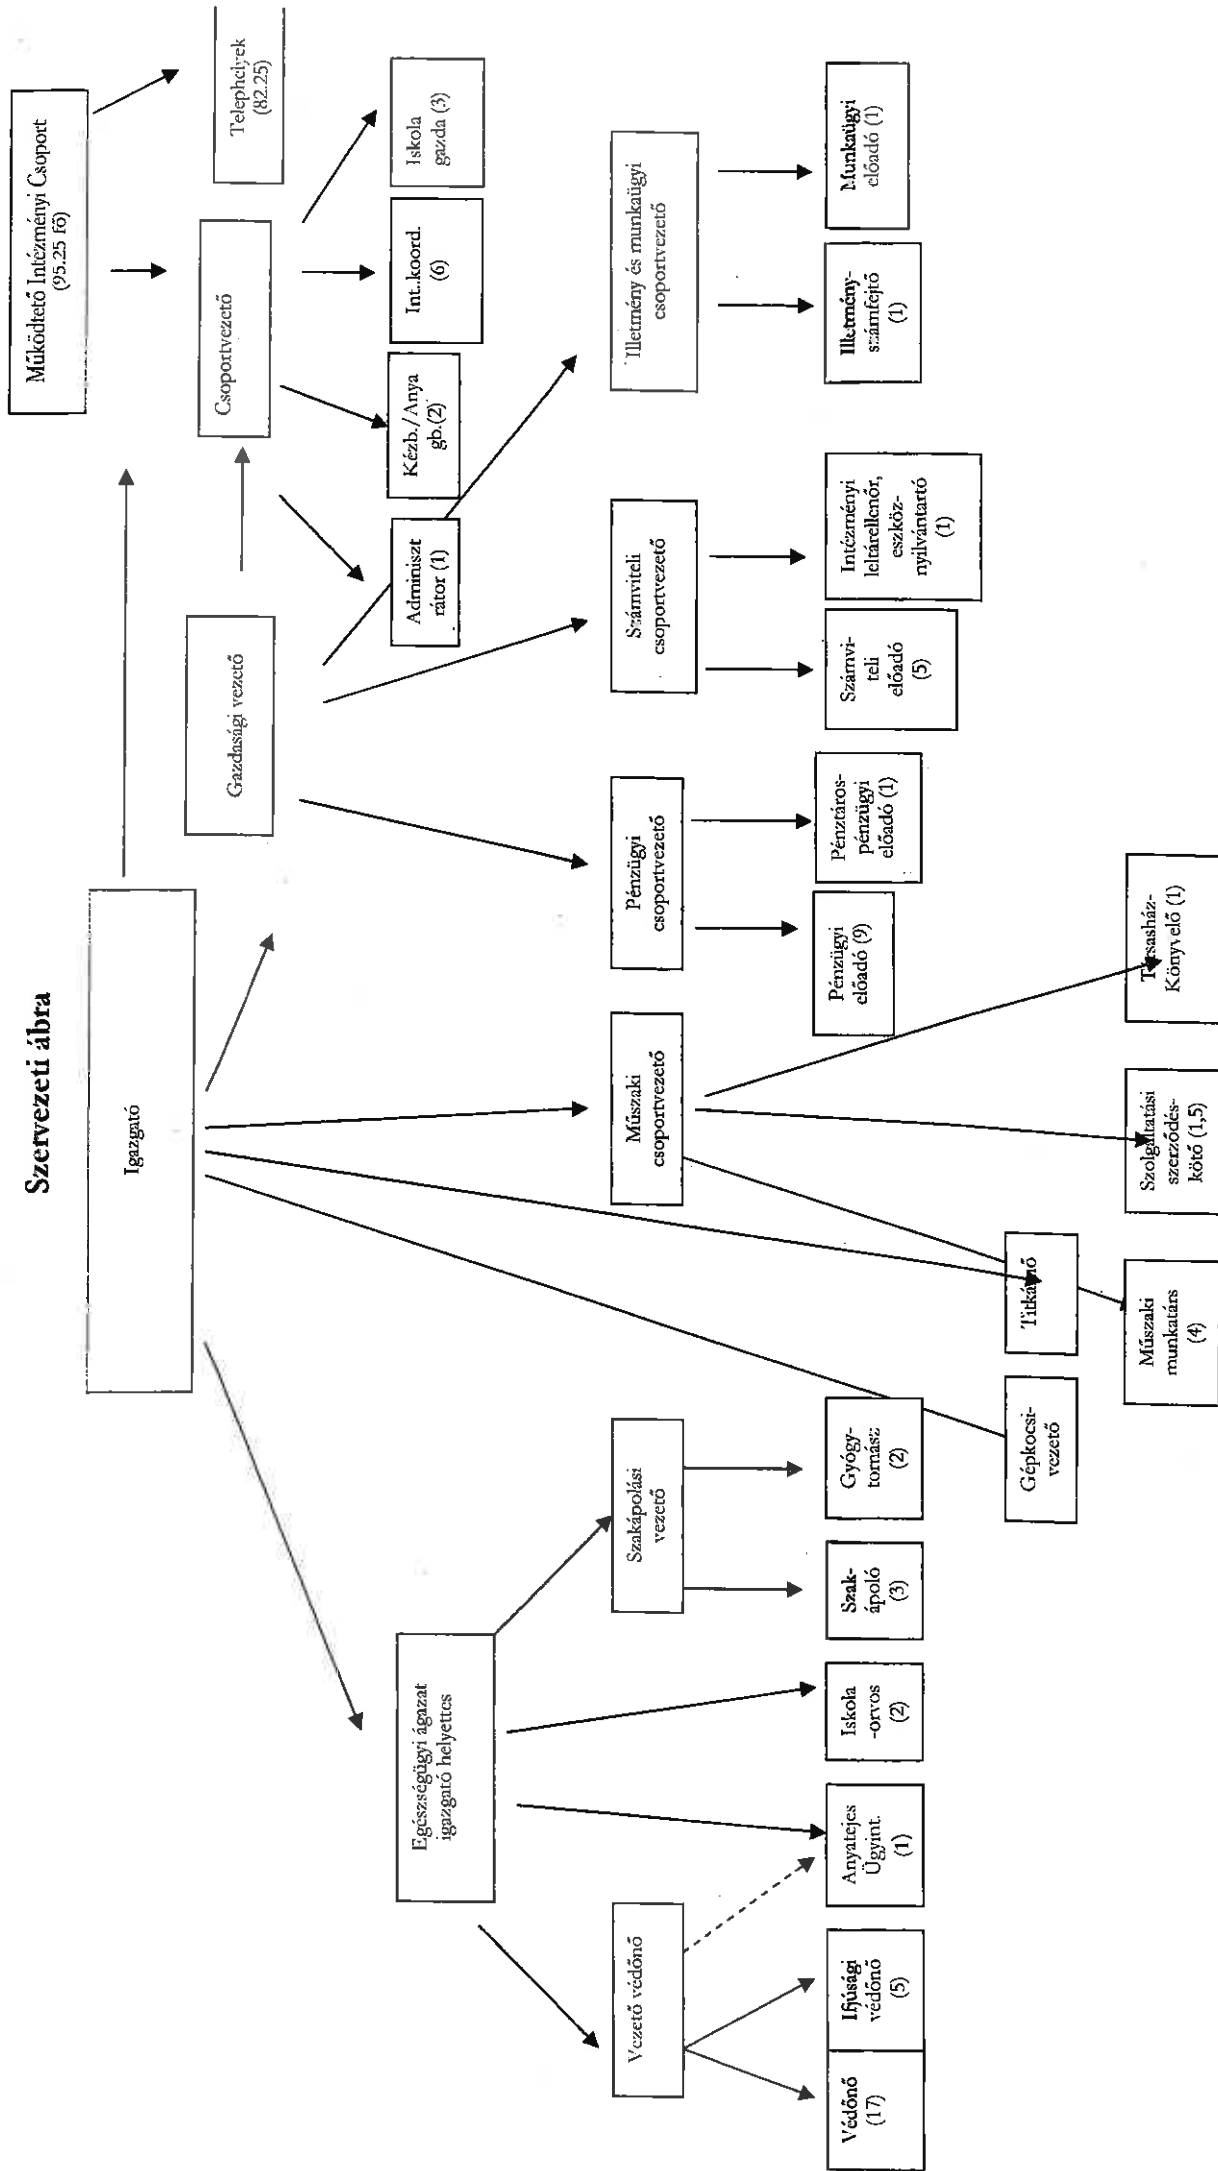 Szervezeti ábra
Igazgató
Működtető Intézményi Csoport
(95.25 fő)
Telephelyek
(82.25)
Csoportvezető
Gazdasági vezető
Adminiszt
rátor (1)
Kézb./Anya
gb.(2)
Int..koord.
(6)
Iskola
gazda (3)
Egészségügyi ágazat
igazgató helyettes
Vezető védőnő
Szakápolási
vezető
Műszaki
csoportvezető
Pénzügyi
csoportvezető
Számviteli
csoportvezető
Illetmény és munkaügyi
csoportvezető
Védőnő
(17)
Ifjúsági
védőnő
(5)
Anyatejes
Ügyint.
(1)
Iskola
-orvos
(2)
Szak-
ápoló
(3)
Gyógy-
tornász
(2)
Pénzügyi
előadó (9)
Pénztáros-
pénzügyi
előadó (1)
Számvi-
teli
előadó
(5)
Intézményi
leltárellenőr,
eszköz-
nyilvántartó
(1)
Illetmény-
számfejtő
(1)
Munkaügyi
előadó (1)
Gépkocsi-
vezető
Titkárnő
Műszaki
munkatárs
(4)
Szolgáltatási
szerződés-
kötő (1,5)
Társasház-
Könyvelő (1)